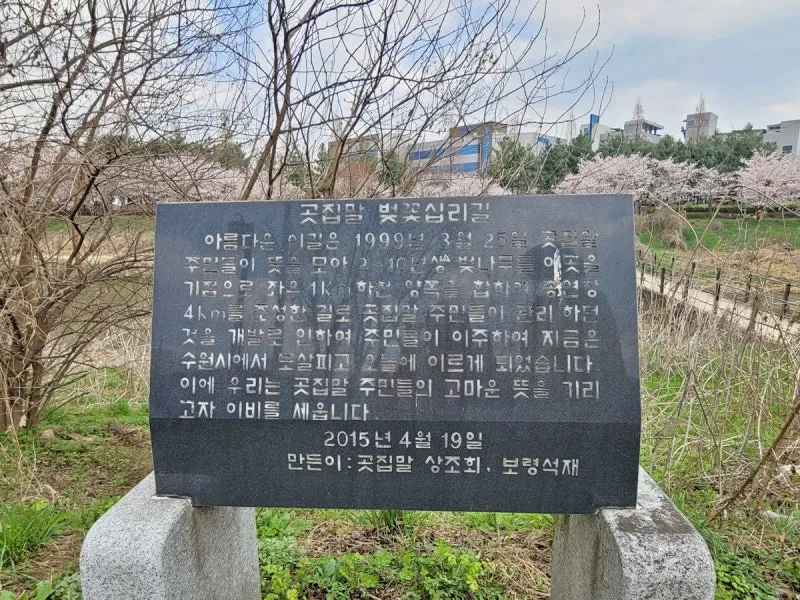 곳집말 벚꽃십리길
아름다운 이길은 1999년 3월 25일 곳집말
주민들이 뜻을 모아 2-10년생 벚나무를 이곳을
기점으로 좌우 1Km 하천 양쪽을 합하여 총연장
4Km를 조성한 길로 곳집말 주민들이 관리 하던
것을 개발로 인하여 주민들이 이주하여 지금은
수원시에서 보살피고 오늘에 이르게 되었습니다
이에 우리는 곳집말 주민들의 고마운 뜻을 기리
고자 이비를 세웁니다.
2015년 4월 19일
만든이 : 곳집말 상조회, 보령석재